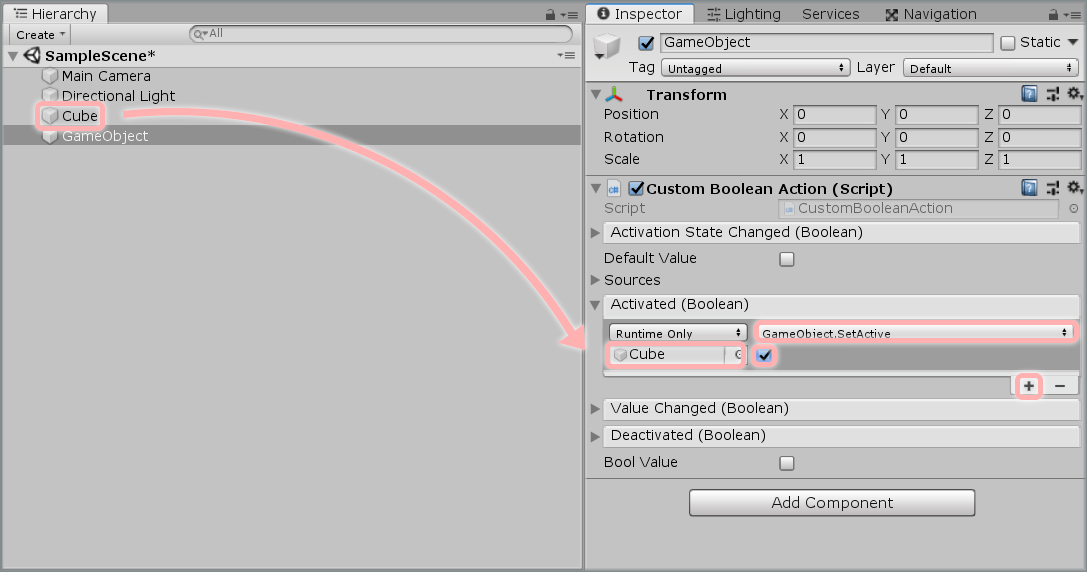 Hierarchy
Create
All
SampleScene*
Main Camera
Directional Light
Cube
GameObject
Inspector Lighting Services Navigation
GameObject Static
Tag Untagged Layer Default
Transform
Position X 0 Y 0 Z 0
Rotation X 0 Y 0 Z 0
Scale X 1 Y 1 Z 1
Custom Boolean Action (Script)
Script CustomBooleanAction
Activation State Changed (Boolean)
Default Value
Sources
Activated (Boolean)
Runtime Only GameObject.SetActive
Cube
Value Changed (Boolean)
Deactivated (Boolean)
Bool Value
Add Component